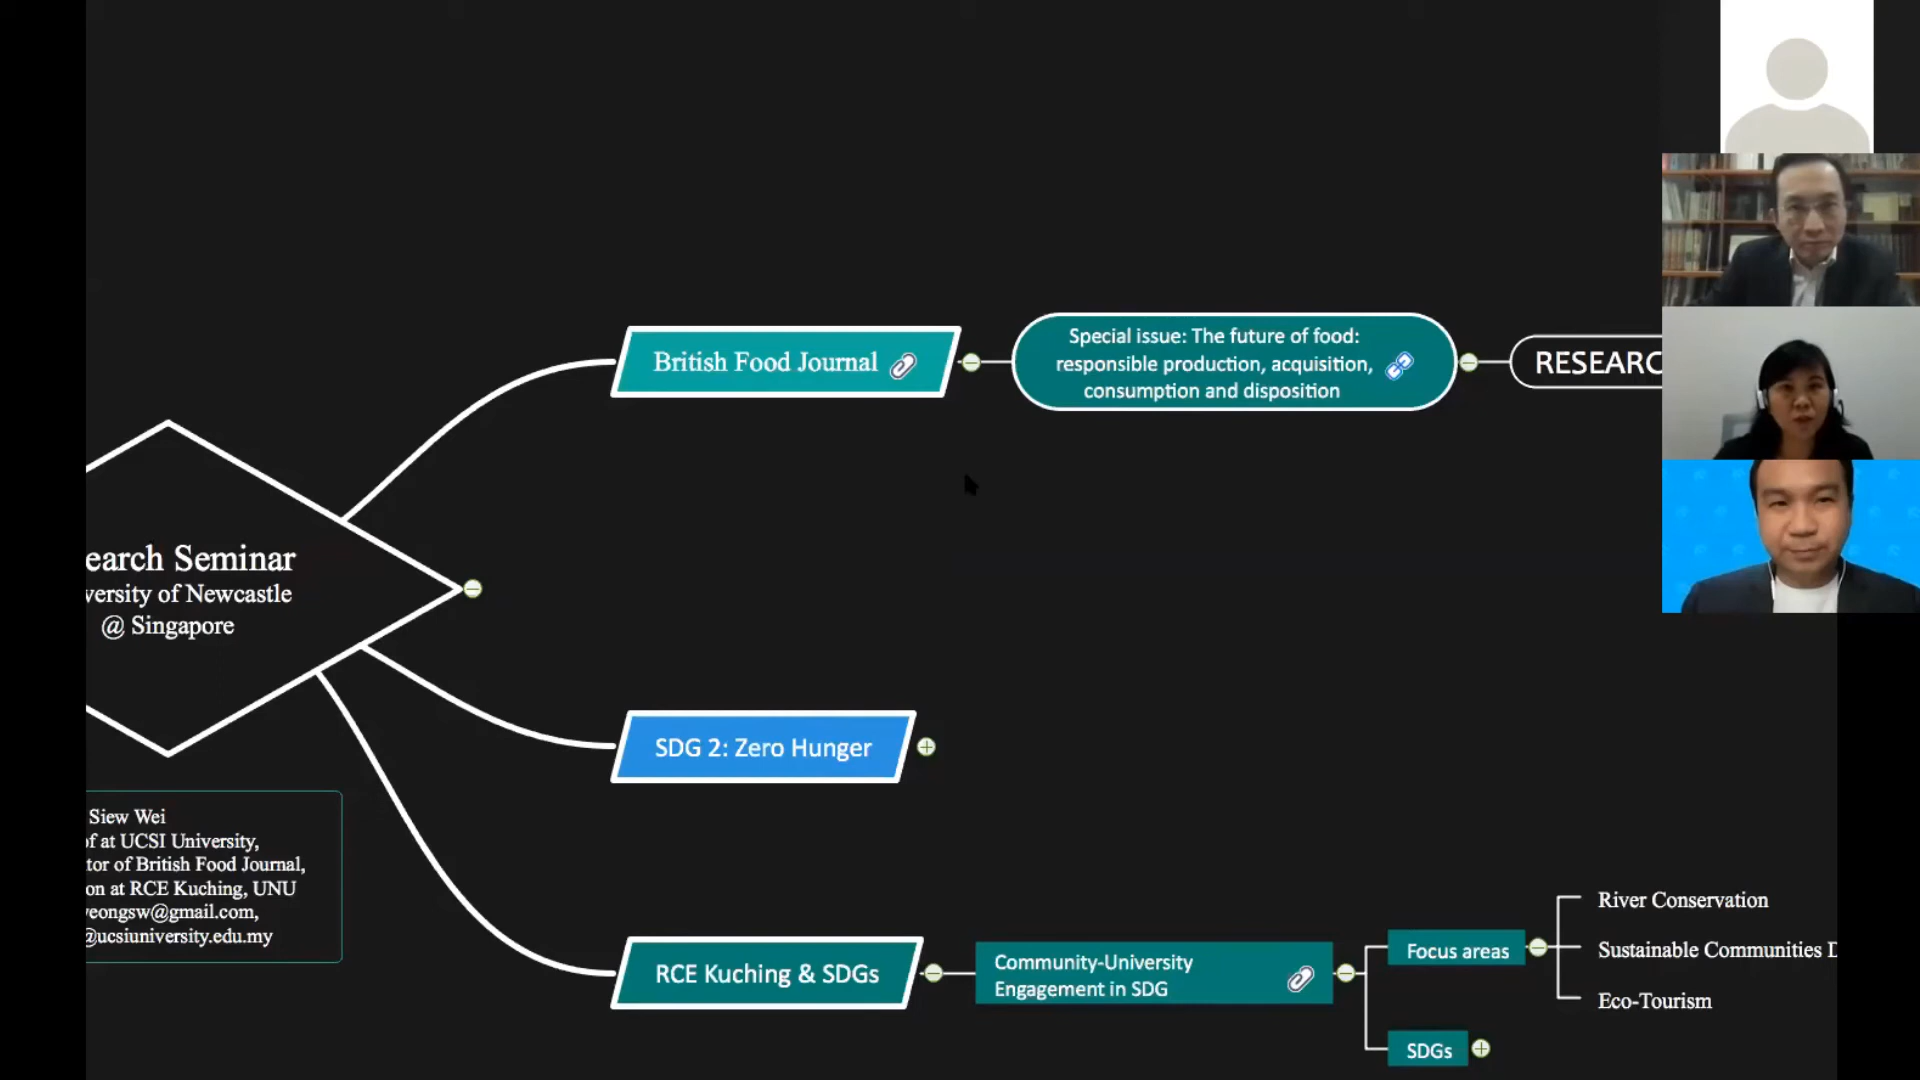 British Food Journal
Special issue: The future of food:
responsible production, acquisition,
consumption and disposition
RESEARC
earch Seminar
versity of Newcastle
@ Singapore
SDG 2: Zero Hunger
Siew Wei
of at UCSI University,
tor of British Food Journal,
on at RCE Kuching, UNU
yeongsw@gmail.com,
@ucsiuniversity.edu.my
RCE Kuching & SDGs
Community-University
Engagement in SDG
Focus areas
River Conservation
Sustainable Communities D
Eco-Tourism
SDGs